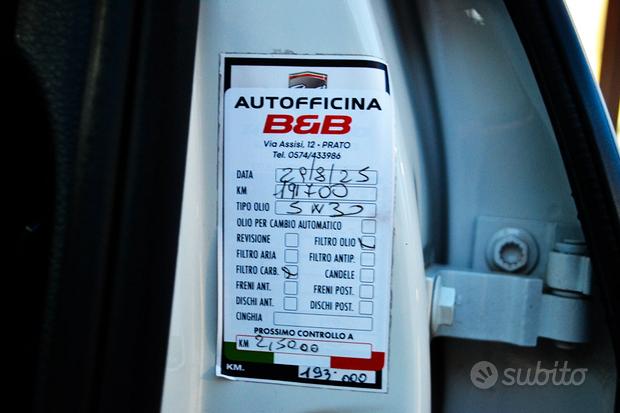 AUTOFFICINA
B&B
Via Assisi, 12 • PRATO
Tel. 0574/433986
DATA 29/8/25
KM 191700
TIPO OLIO 5W30
OLIO PER CAMBIO AUTOMATICO
REVISIONE FILTRO OLIO
FILTRO ARIA FILTRO ANTIP.
FILTRO CARB. CANDELE
FRENI ANT. FRENI POST.
DISCHI ANT. DISCHI POST.
CINGHIA
PROSSIMO CONTROLLO A
KM 215000
KM. 193.000
subito